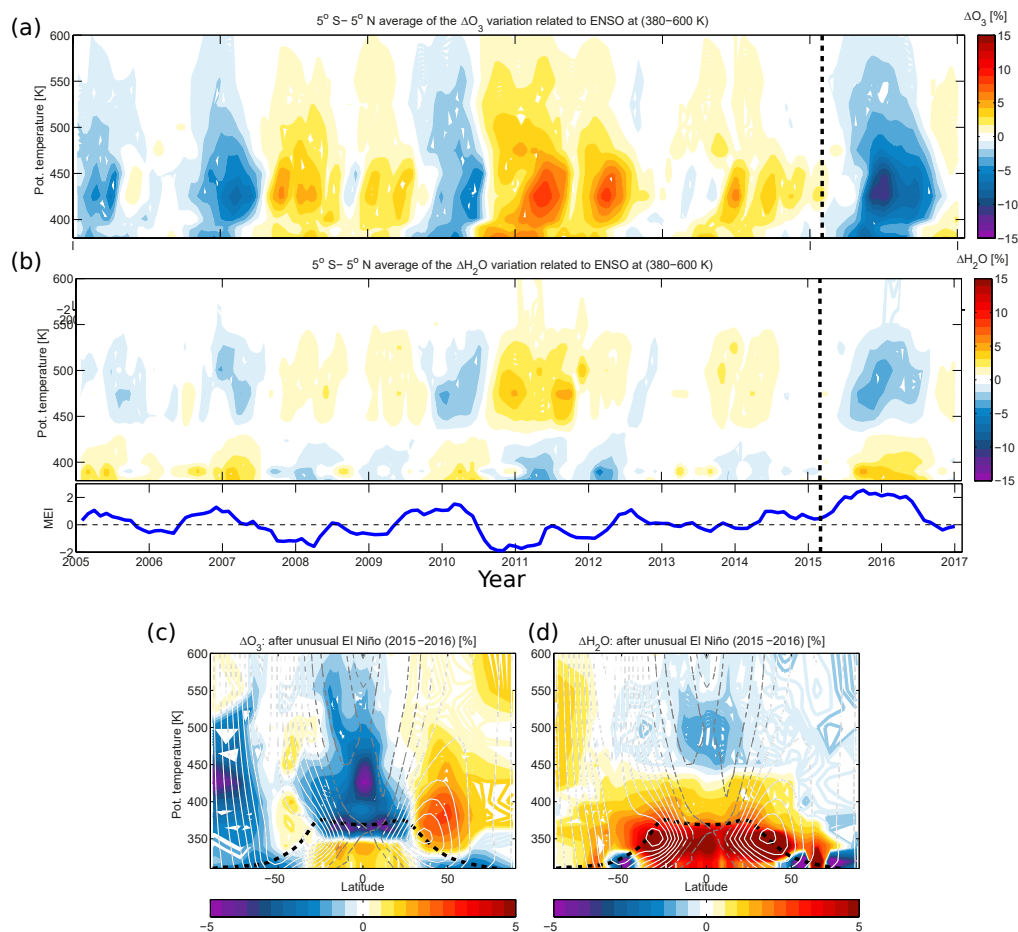 (a)
5° S− 5° N average of the ΔO3 variation related to ENSO at (380−600 K)
ΔO3 [%]
Pot. temperature [K]
600
550
500
450
400
15
10
5
0
−5
−10
−15
(b)
5° S− 5° N average of the ΔH2O variation related to ENSO at (380−600 K)
ΔH2O [%]
Pot. temperature [K]
600
550
500
450
400
15
10
5
0
−5
−10
−15
MEI
2
0
−2
2005 2006 2007 2008 2009 2010 2011 2012 2013 2014 2015 2016 2017
Year
(c)
ΔO3: after unusual El Niño (2015−2016) [%]
Pot. temperature [K]
600
550
500
450
400
350
−50 0 50
Latitude
−5 0 5
(d)
ΔH2O: after unusual El Niño (2015−2016) [%]
600
550
500
450
400
350
−50 0 50
Latitude
−5 0 5